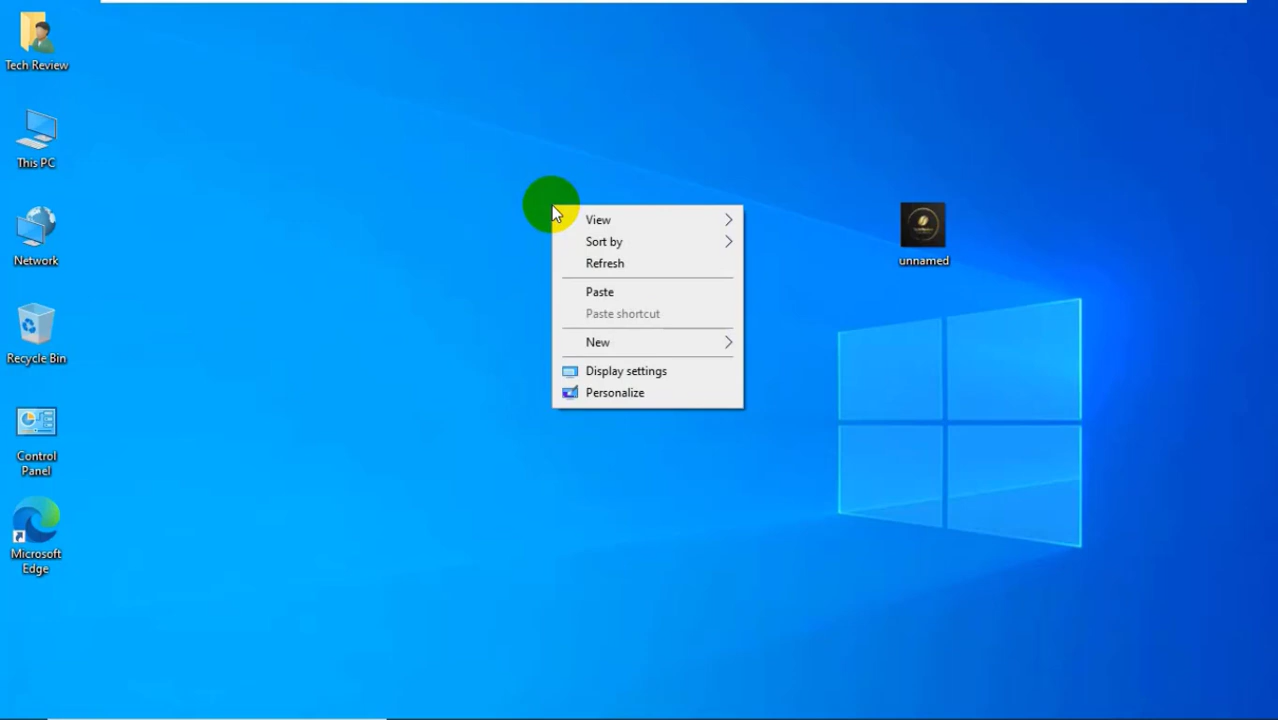 Tech Review
This PC
Network
Recycle Bin
Control
Panel
Microsoft
Edge
View
Sort by
Refresh
Paste
Paste shortcut
New
Display settings
Personalize
unnamed